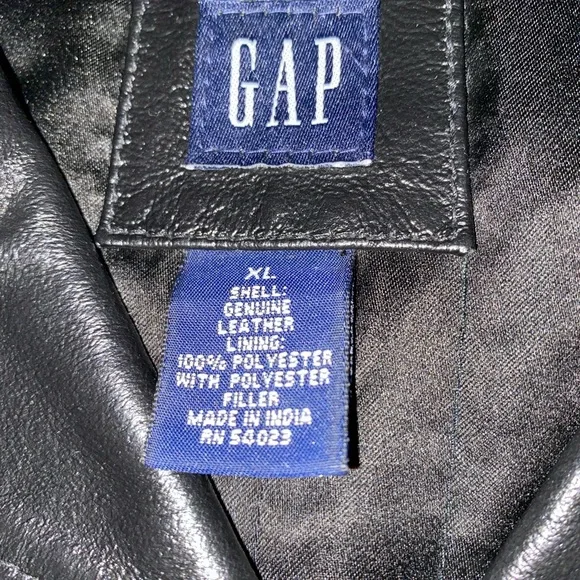 GAP
XL
SHELL:
GENUINE
LEATHER
LINING:
100% POLYESTER
WITH POLYESTER
FILLER
MADE IN INDIA
RN 54023